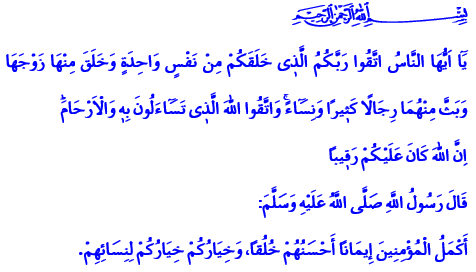 بِسْمِ اللّٰهِ الرَّحْمٰنِ الرَّحٖيمِ
يَٓا اَيُّهَا النَّاسُ اتَّقُوا رَبَّكُمُ الَّذٖي خَلَقَكُمْ مِنْ نَفْسٍ وَاحِدَةٍ وَخَلَقَ مِنْهَا زَوْجَهَا
وَبَثَّ مِنْهُمَا رِجَالًا كَثٖيرًا وَنِسَٓاءًۚ وَاتَّقُوا اللّٰهَ الَّذٖي تَسَٓاءَلُونَ بِهٖ وَالْاَرْحَامَؕ
اِنَّ اللّٰهَ كَانَ عَلَيْكُمْ رَقٖيبًا
قَالَ رَسُولُ اللَّهِ صَلَّى اللَّهُ عَلَيْهِ وَسَلَّمَ:
أَكْمَلُ الْمُؤْمِنِينَ إِيمَانًا أَحْسَنُهُمْ خُلُقًا، وَخِيَارُكُمْ خِيَارُكُمْ لِنِسَائِهِمْ.